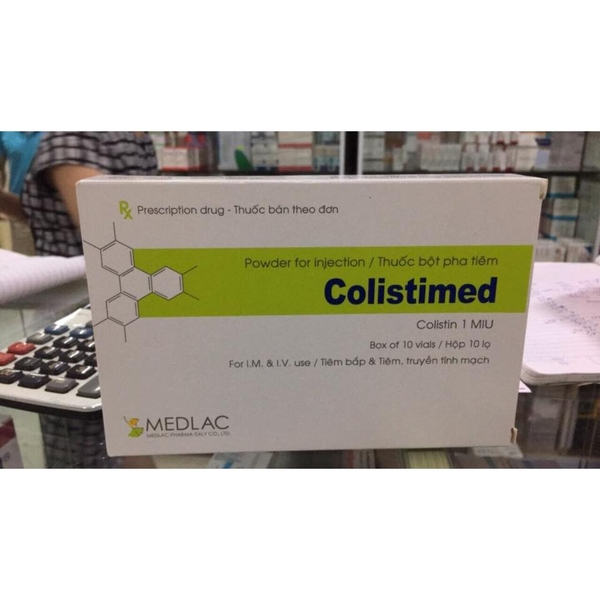 Rx Prescription drug - Thuốc bán theo đơn
Powder for injection / Thuốc bột pha tiêm
Colistimed
Colistin 1 MIU
Box of 10 vials / Hộp 10 lọ
For I.M. & I.V. use / Tiêm bắp & Tiêm, truyền tĩnh mạch
MEDLAC
MEDLAC PHARMA ITALY CO., LTD.